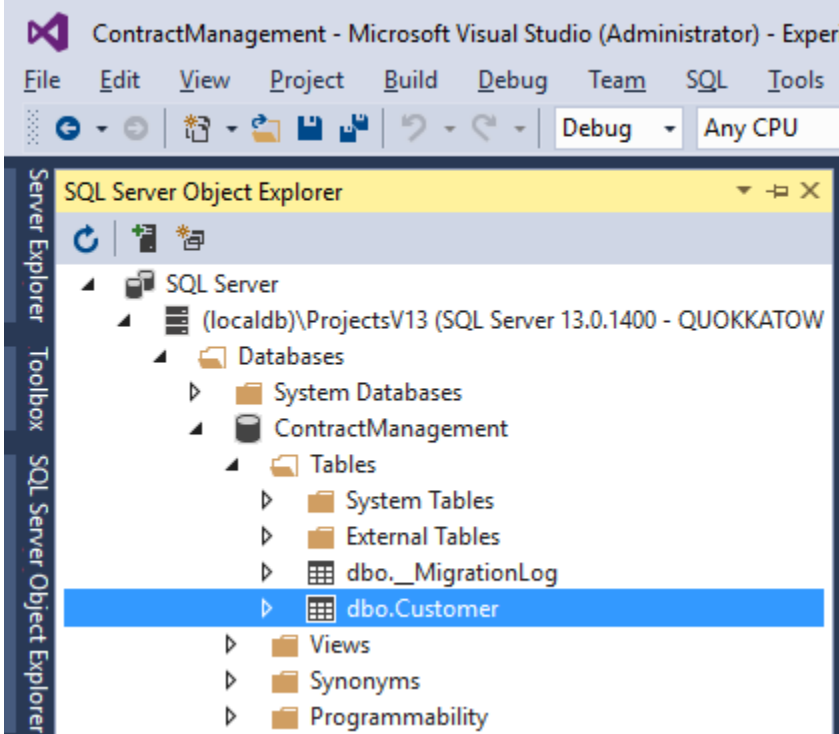 ContractManagement - Microsoft Visual Studio (Administrator) - Exper
File Edit View Project Build Debug Team SQL Tools
Debug Any CPU
Server Explorer
Toolbox
SQL Server Object Explorer
SQL Server Object Explorer
SQL Server
(localdb)\ProjectsV13 (SQL Server 13.0.1400 - QUOKKATOW
Databases
System Databases
ContractManagement
Tables
System Tables
External Tables
dbo.__MigrationLog
dbo.Customer
Views
Synonyms
Programmability